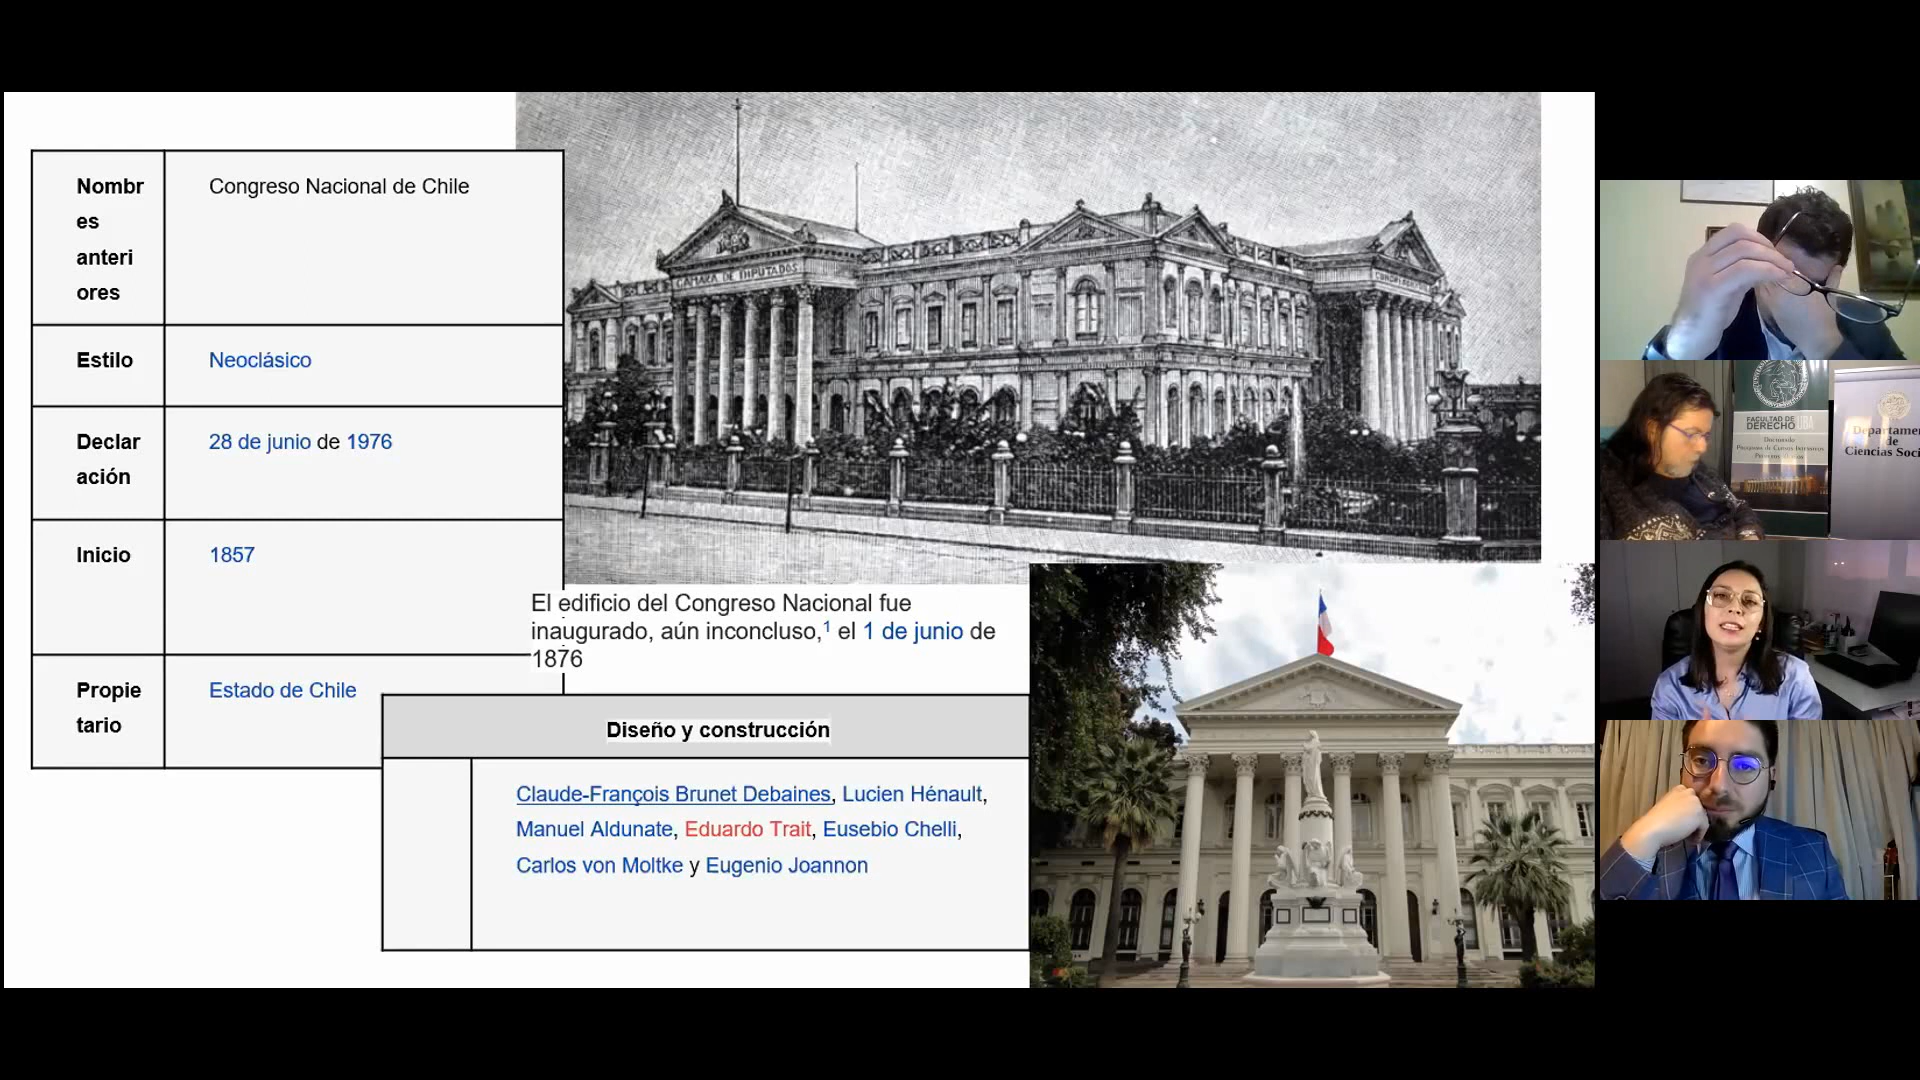 Nombr
es
anteri
ores
Congreso Nacional de Chile
Estilo
Neoclásico
Declar
ación
28 de junio de 1976
Inicio
1857
Propie
tario
Estado de Chile
CAMARA DE DIPUTADOS
El edificio del Congreso Nacional fue
inaugurado, aún inconcluso,¹ el 1 de junio de
1876
Diseño y construcción
Claude-François Brunet Debaines, Lucien Hénault,
Manuel Aldunate, Eduardo Trait, Eusebio Chelli,
Carlos von Moltke y Eugenio Joannon
FACULTAD DE
DERECHO UBA
Doctorado
Departamen
de
Ciencias Soci